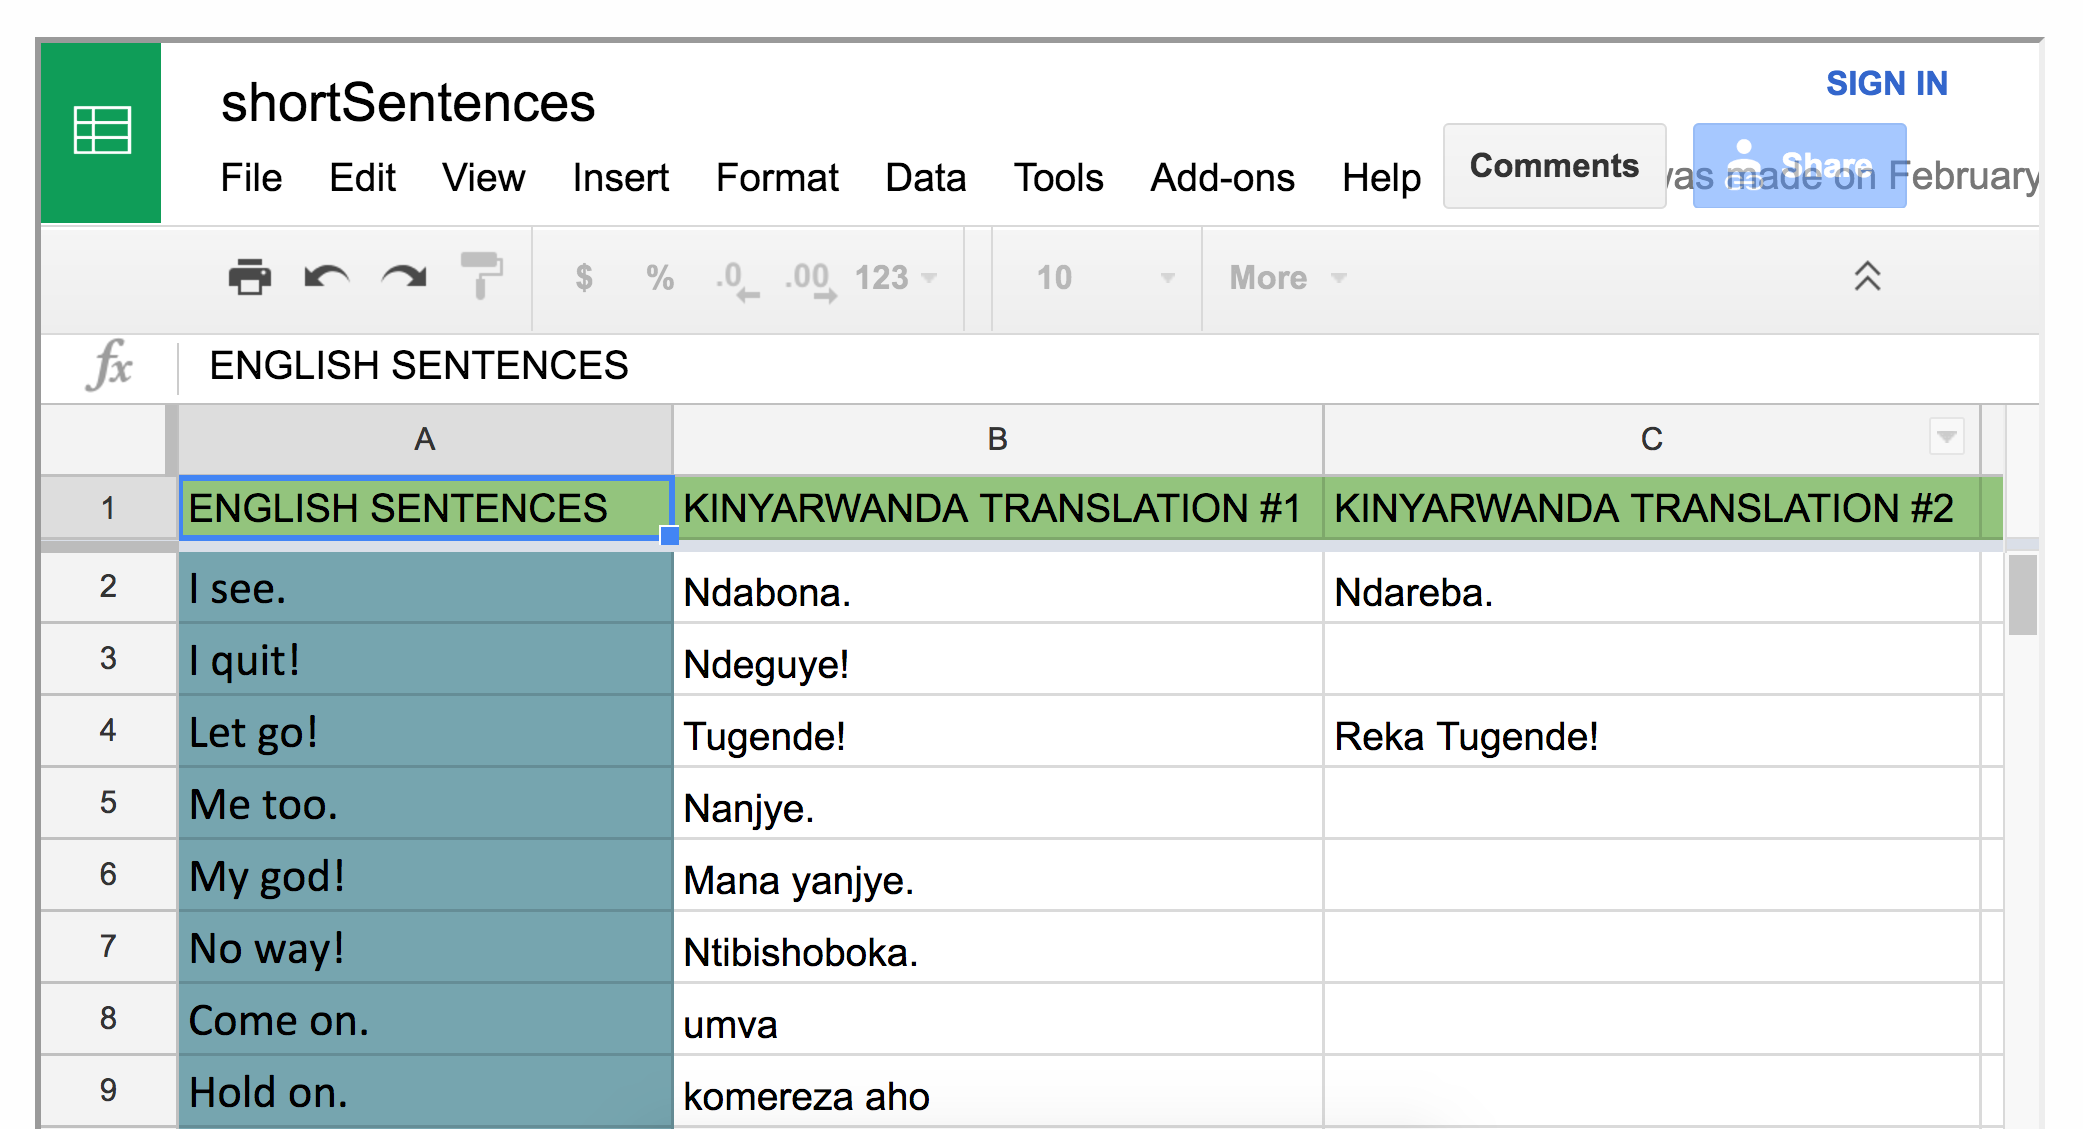 shortSentences
SIGN IN
File Edit View Insert Format Data Tools Add-ons Help Comments as made on February Share
$ % .0 .00 123 10 More
fx ENGLISH SENTENCES
A B C
1 ENGLISH SENTENCES KINYARWANDA TRANSLATION #1 KINYARWANDA TRANSLATION #2
2 I see. Ndabona. Ndareba.
3 I quit! Ndeguye!
4 Let go! Tugende! Reka Tugende!
5 Me too. Nanjye.
6 My god! Mana yanjye.
7 No way! Ntibishoboka.
8 Come on. umva
9 Hold on. komereza aho